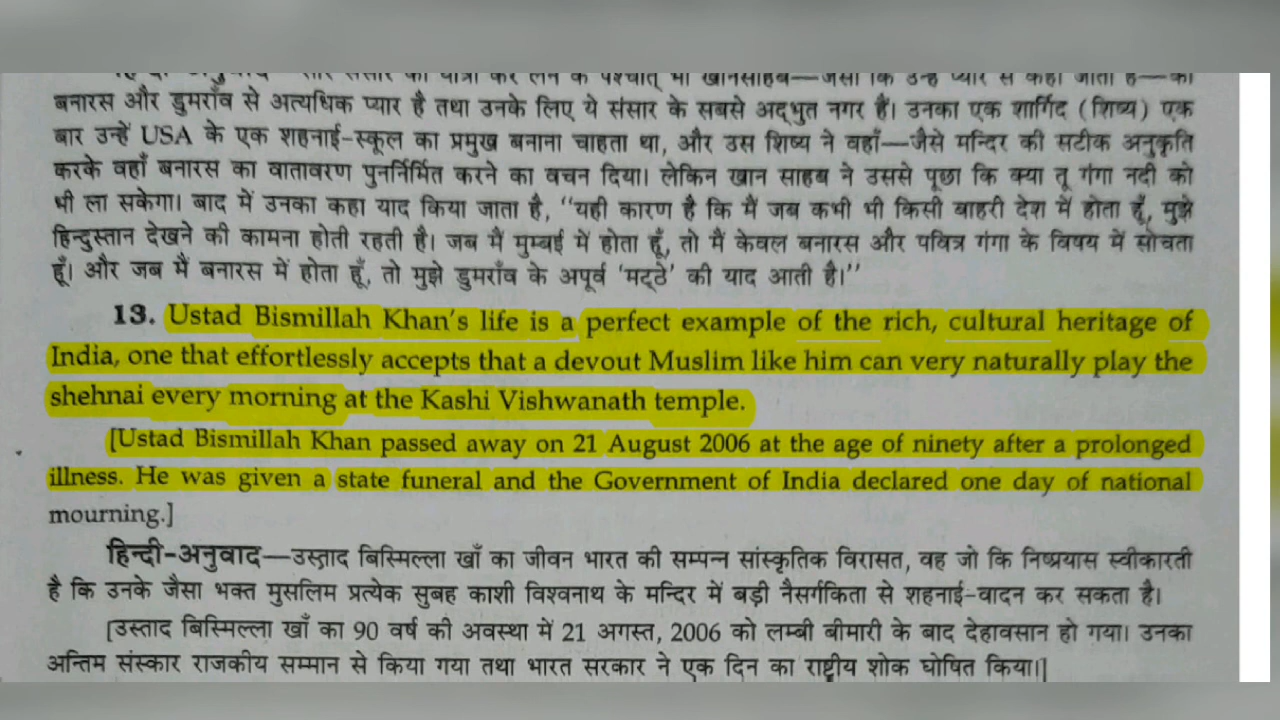 हिन्दी-अनुवाद—सारे संसार की यात्रा कर लेने के पश्चात् भी खानसाहब—जैसा कि उन्हें प्यार से कहा जाता है—को
बनारस और डुमराँव से अत्यधिक प्यार है तथा उनके लिए ये संसार के सबसे अद्भुत नगर हैं। उनका एक शार्गिद (शिष्य) एक
बार उन्हें USA के एक शहनाई-स्कूल का प्रमुख बनाना चाहता था, और उस शिष्य ने वहाँ—जैसे मन्दिर की सटीक अनुकृति
करके वहाँ बनारस का वातावरण पुनर्निर्मित करने का वचन दिया। लेकिन खान साहब ने उससे पूछा कि क्या तू गंगा नदी को
भी ला सकेगा। बाद में उनका कहा याद किया जाता है, “यही कारण है कि मैं जब कभी भी किसी बाहरी देश में होता हूँ, मुझे
हिन्दुस्तान देखने की कामना होती रहती है। जब मैं मुम्बई में होता हूँ, तो मैं केवल बनारस और पवित्र गंगा के विषय में सोचता
हूँ। और जब मैं बनारस में होता हूँ, तो मुझे डुमराँव के अपूर्व 'मट्ठे' की याद आती है।”
13. Ustad Bismillah Khan's life is a perfect example of the rich, cultural heritage of
India, one that effortlessly accepts that a devout Muslim like him can very naturally play the
shehnai every morning at the Kashi Vishwanath temple.
[Ustad Bismillah Khan passed away on 21 August 2006 at the age of ninety after a prolonged
illness. He was given a state funeral and the Government of India declared one day of national
mourning.]
हिन्दी-अनुवाद—उस्ताद बिस्मिल्ला खाँ का जीवन भारत की सम्पन्न सांस्कृतिक विरासत, वह जो कि निष्प्रयास स्वीकारती
है कि उनके जैसा भक्त मुसलिम प्रत्येक सुबह काशी विश्वनाथ के मन्दिर में बड़ी नैसर्गकिता से शहनाई-वादन कर सकता है।
[उस्ताद बिस्मिल्ला खाँ का 90 वर्ष की अवस्था में 21 अगस्त, 2006 को लम्बी बीमारी के बाद देहावसान हो गया। उनका
अन्तिम संस्कार राजकीय सम्मान से किया गया तथा भारत सरकार ने एक दिन का राष्ट्रीय शोक घोषित किया।]